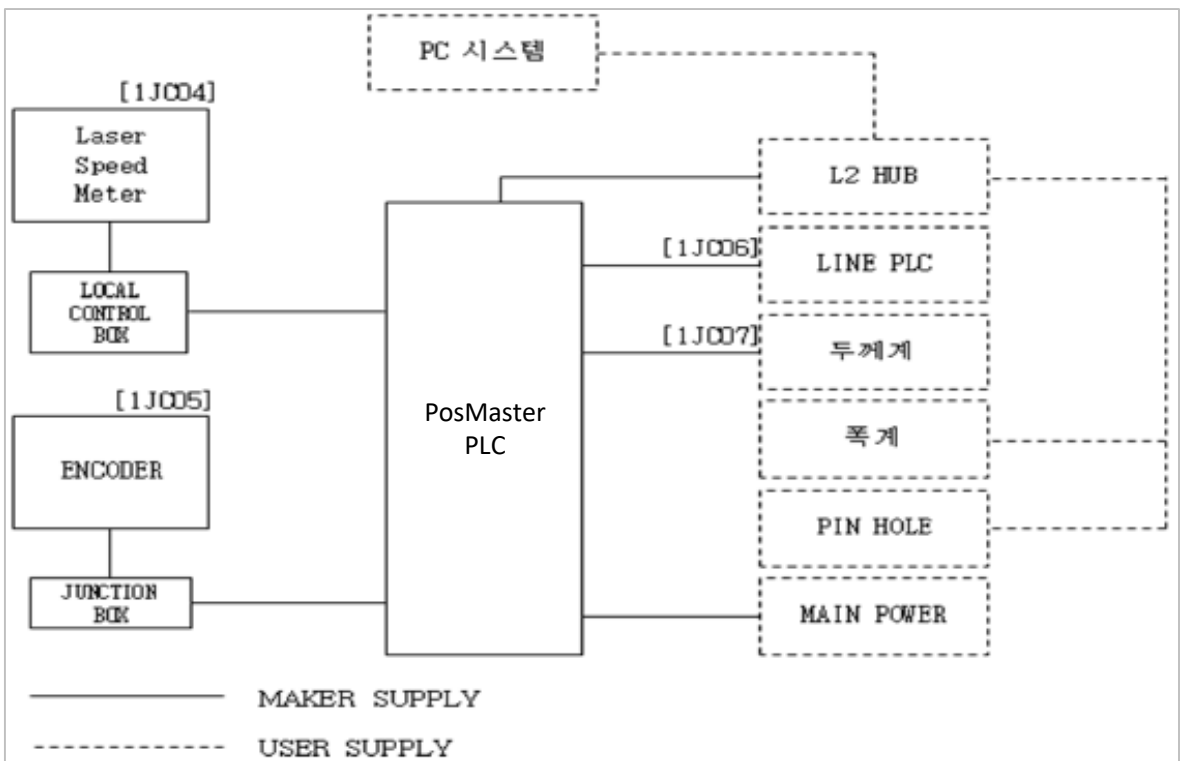 PC 시스템
[1JC04]
Laser
Speed
Meter
L2 HUB
[1JC06]
LINE PLC
LOCAL
CONTROL
BOX
[1JC07]
두께계
[1JC05]
ENCODER
PosMaster
PLC
폭계
PIN HOLE
JUNCTION
BOX
MAIN POWER
MAKER SUPPLY
USER SUPPLY